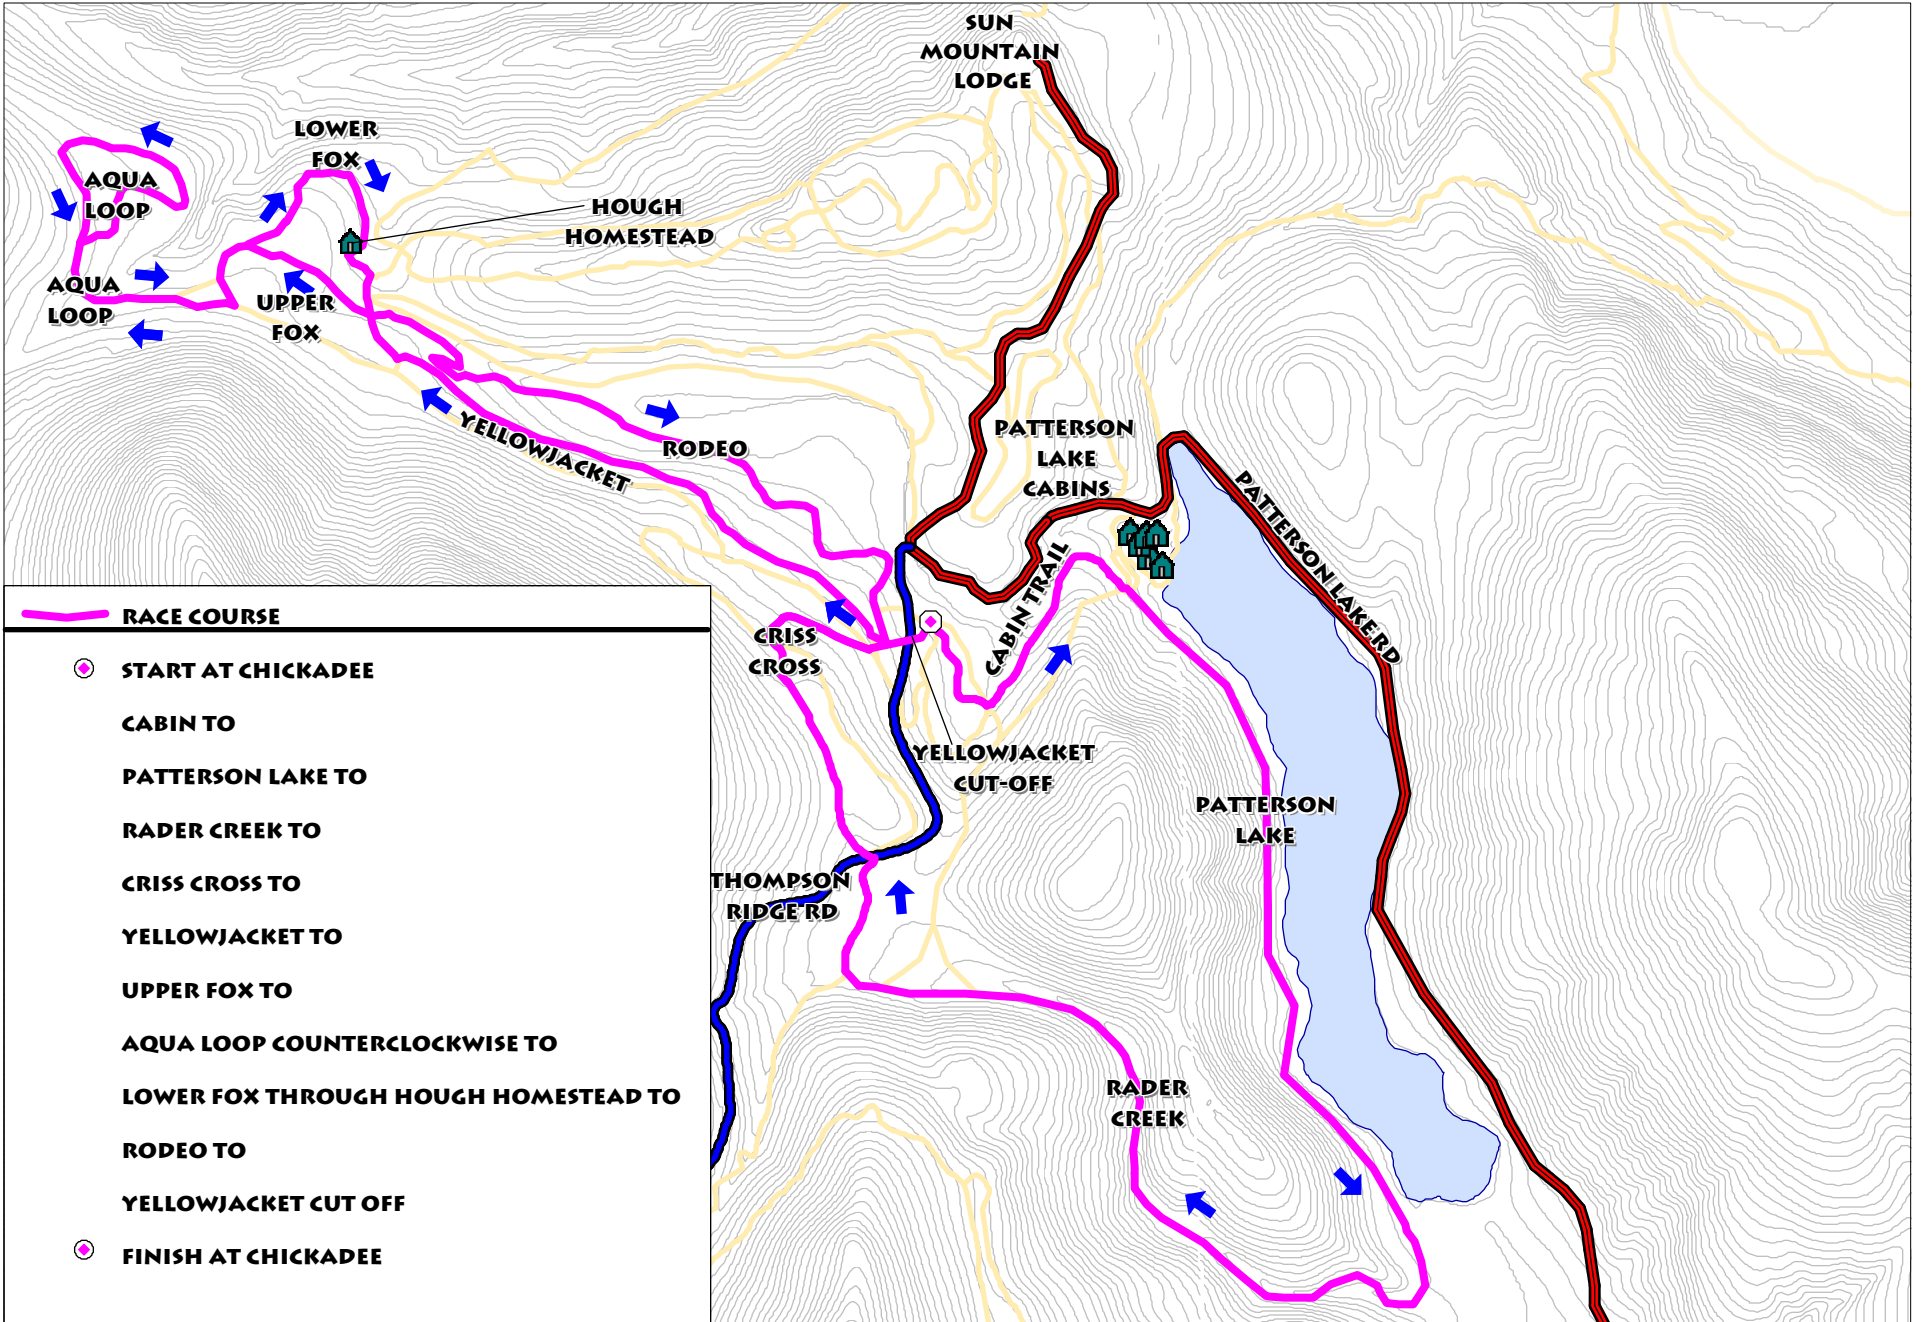 SUN
MOUNTAIN
LODGE
LOWER
FOX
AQUA
LOOP
HOUGH
HOMESTEAD
AQUA
LOOP
UPPER
FOX
YELLOWJACKET
RODEO
PATTERSON
LAKE
CABINS
PATTERSON LAKE RD
CABIN TRAIL
CRISS
CROSS
YELLOWJACKET
CUT-OFF
PATTERSON
LAKE
THOMPSON
RIDGE RD
RADER
CREEK
RACE COURSE
START AT CHICKADEE
CABIN TO
PATTERSON LAKE TO
RADER CREEK TO
CRISS CROSS TO
YELLOWJACKET TO
UPPER FOX TO
AQUA LOOP COUNTERCLOCKWISE TO
LOWER FOX THROUGH HOUGH HOMESTEAD TO
RODEO TO
YELLOWJACKET CUT OFF
FINISH AT CHICKADEE